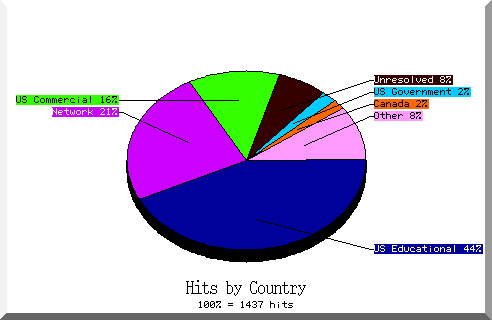 Unresolved 8%
US Government 2%
US Commercial 16%
Canada 2%
Network 21%
Other 8%
US Educational 44%
Hits by Country
100% = 1437 hits